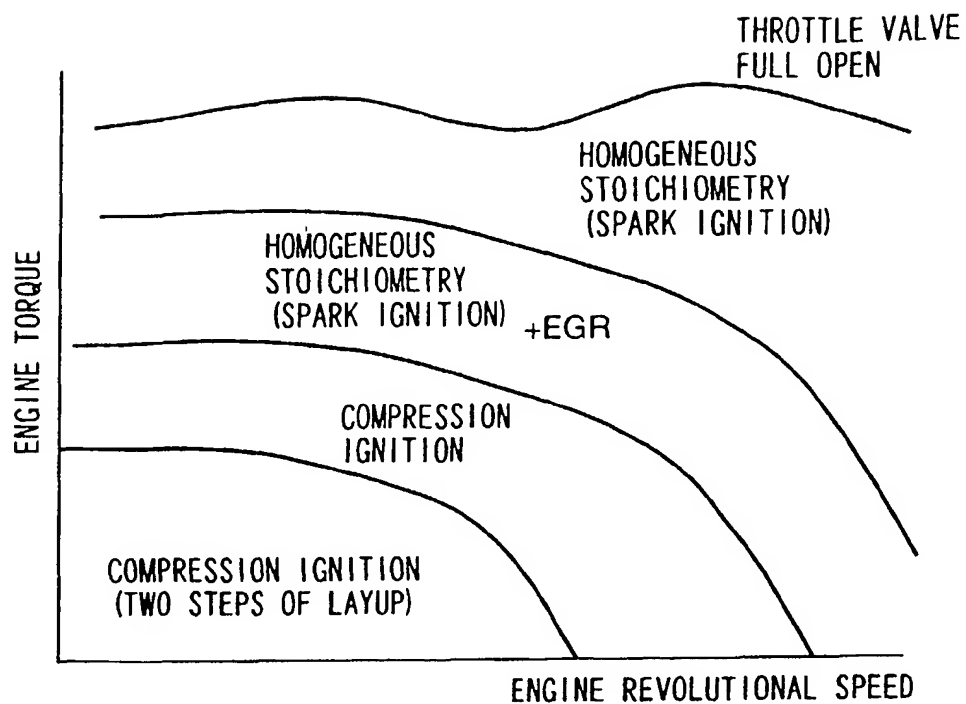 THROTTLE VALVE
FULL OPEN
HOMOGENEOUS
STOICHIOMETRY
(SPARK IGNITION)
HOMOGENEOUS
STOICHIOMETRY
(SPARK IGNITION) +EGR
COMPRESSION
IGNITION
COMPRESSION IGNITION
(TWO STEPS OF LAYUP)
ENGINE TORQUE
ENGINE REVOLUTIONAL SPEED